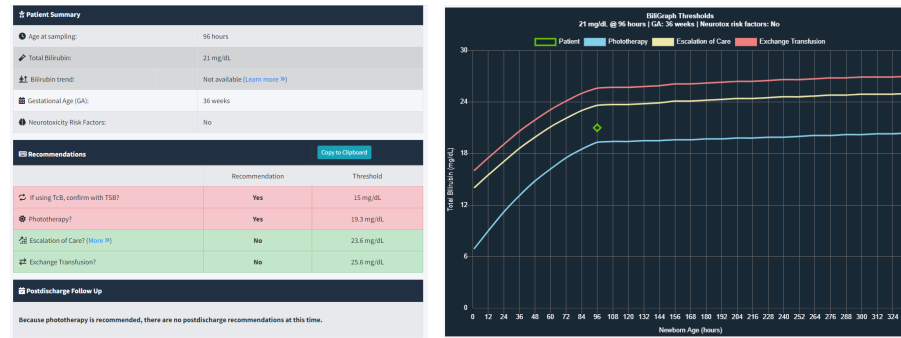 Patient Summary
Age at sampling: 96 hours
Total Bilirubin: 21 mg/dL
Bilirubin trend: Not available (Learn more »)
Gestational Age (GA): 36 weeks
Neurotoxicity Risk Factors: No
Recommendations Copy to Clipboard
Recommendation Threshold
If using TcB, confirm with TSB? Yes 15 mg/dL
Phototherapy? Yes 19.3 mg/dL
Escalation of Care? (More ») No 23.6 mg/dL
Exchange Transfusion? No 25.6 mg/dL
Postdischarge Follow Up
Because phototherapy is recommended, there are no postdischarge recommendations at this time.
BiliGraph Thresholds
21 mg/dL @ 96 hours | GA: 36 weeks | Neurotox risk factors: No
Patient Phototherapy Escalation of Care Exchange Transfusion
Total Bilirubin (mg/dL)
30
24
18
12
6
0
0 12 24 36 48 60 72 84 96 108 120 132 144 156 168 180 192 204 216 228 240 252 264 276 288 300 312 324
Newborn Age (hours)